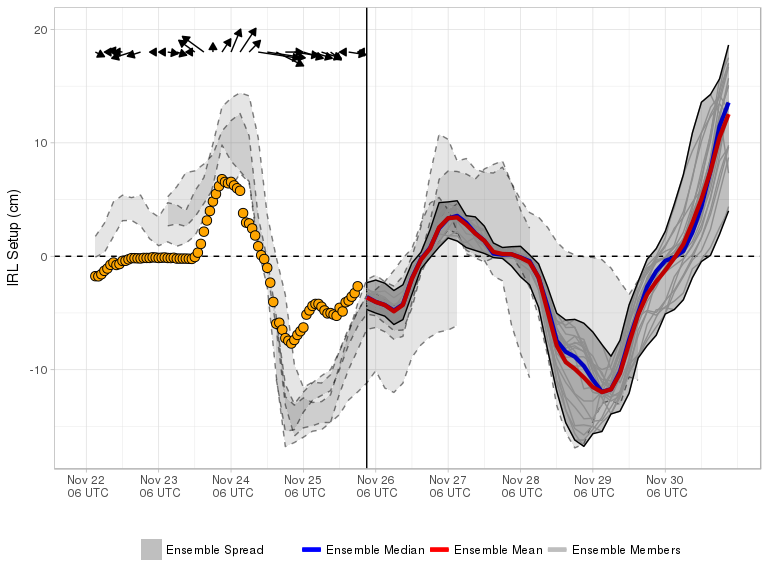 IRL Setup (cm)
20
10
0
-10
Nov 22 Nov 23 Nov 24 Nov 25 Nov 26 Nov 27 Nov 28 Nov 29 Nov 30
06 UTC 06 UTC 06 UTC 06 UTC 06 UTC 06 UTC 06 UTC 06 UTC 06 UTC
Ensemble Spread Ensemble Median Ensemble Mean Ensemble Members